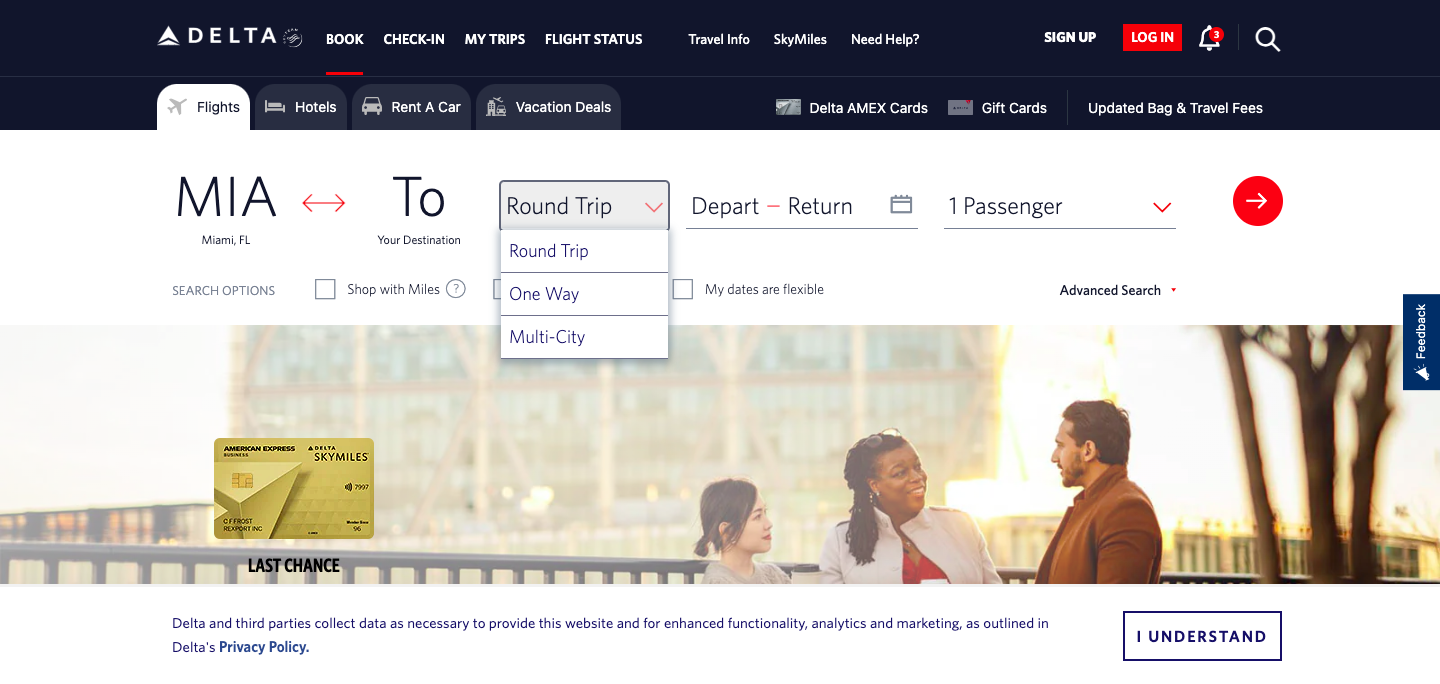 DELTA
BOOK CHECK-IN MY TRIPS FLIGHT STATUS Travel Info SkyMiles Need Help? SIGN UP LOG IN 3
Flights Hotels Rent A Car Vacation Deals Delta AMEX Cards Gift Cards Updated Bag & Travel Fees
MIA To Round Trip Depart – Return 1 Passenger
Miami, FL Your Destination
Round Trip
One Way
Multi-City
SEARCH OPTIONS Shop with Miles ? My dates are flexible Advanced Search
Feedback
AMERICAN EXPRESS DELTA
BUSINESS SKYMILES
7997
C F FROST
REXPORT INC 96
LAST CHANCE
Delta and third parties collect data as necessary to provide this website and for enhanced functionality, analytics and marketing, as outlined in
Delta's Privacy Policy.
I UNDERSTAND